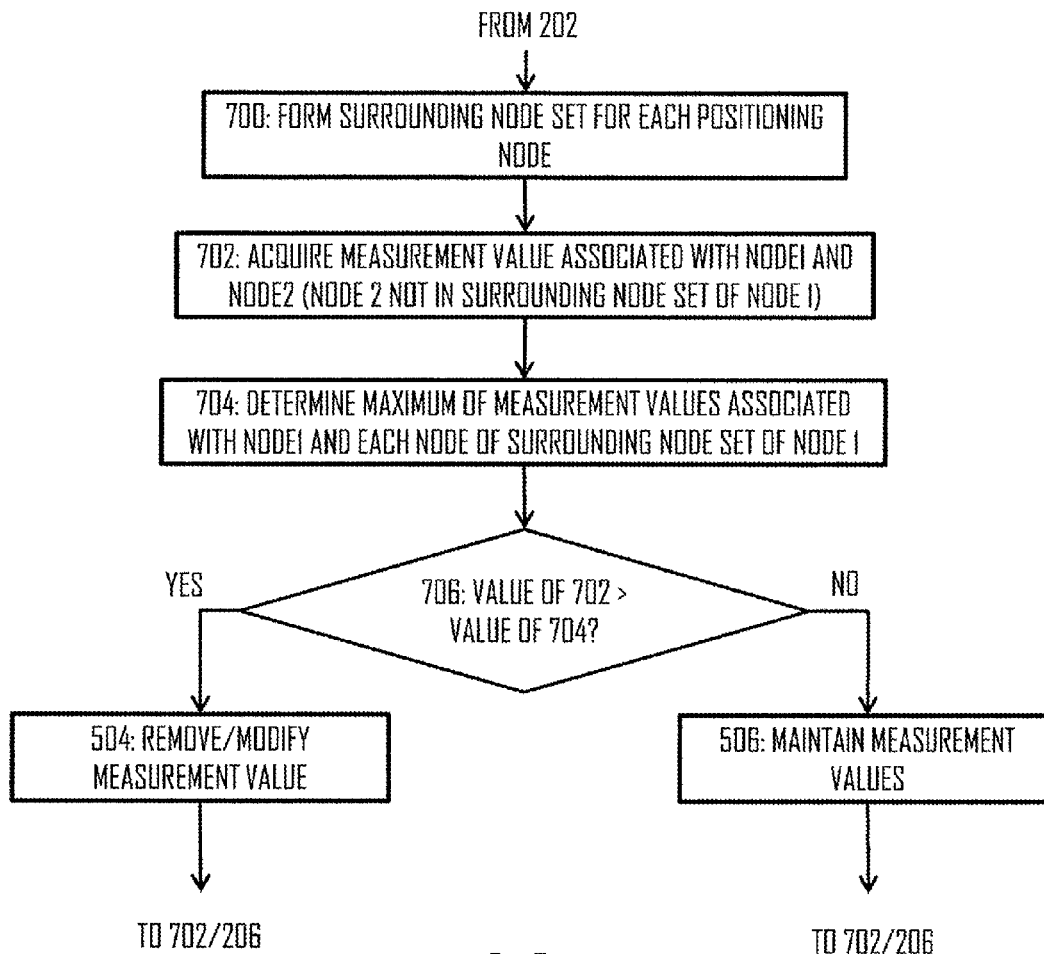 FROM 202
700: FORM SURROUNDING NODE SET FOR EACH POSITIONING
NODE
702: ACQUIRE MEASUREMENT VALUE ASSOCIATED WITH NODE1 AND
NODE2 (NODE 2 NOT IN SURROUNDING NODE SET OF NODE 1)
704: DETERMINE MAXIMUM OF MEASUREMENT VALUES ASSOCIATED
WITH NODE1 AND EACH NODE OF SURROUNDING NODE SET OF NODE 1
YES
706: VALUE OF 702 >
VALUE OF 704?
NO
504: REMOVE/MODIFY
MEASUREMENT VALUE
506: MAINTAIN MEASUREMENT
VALUES
TO 702/206
TO 702/206